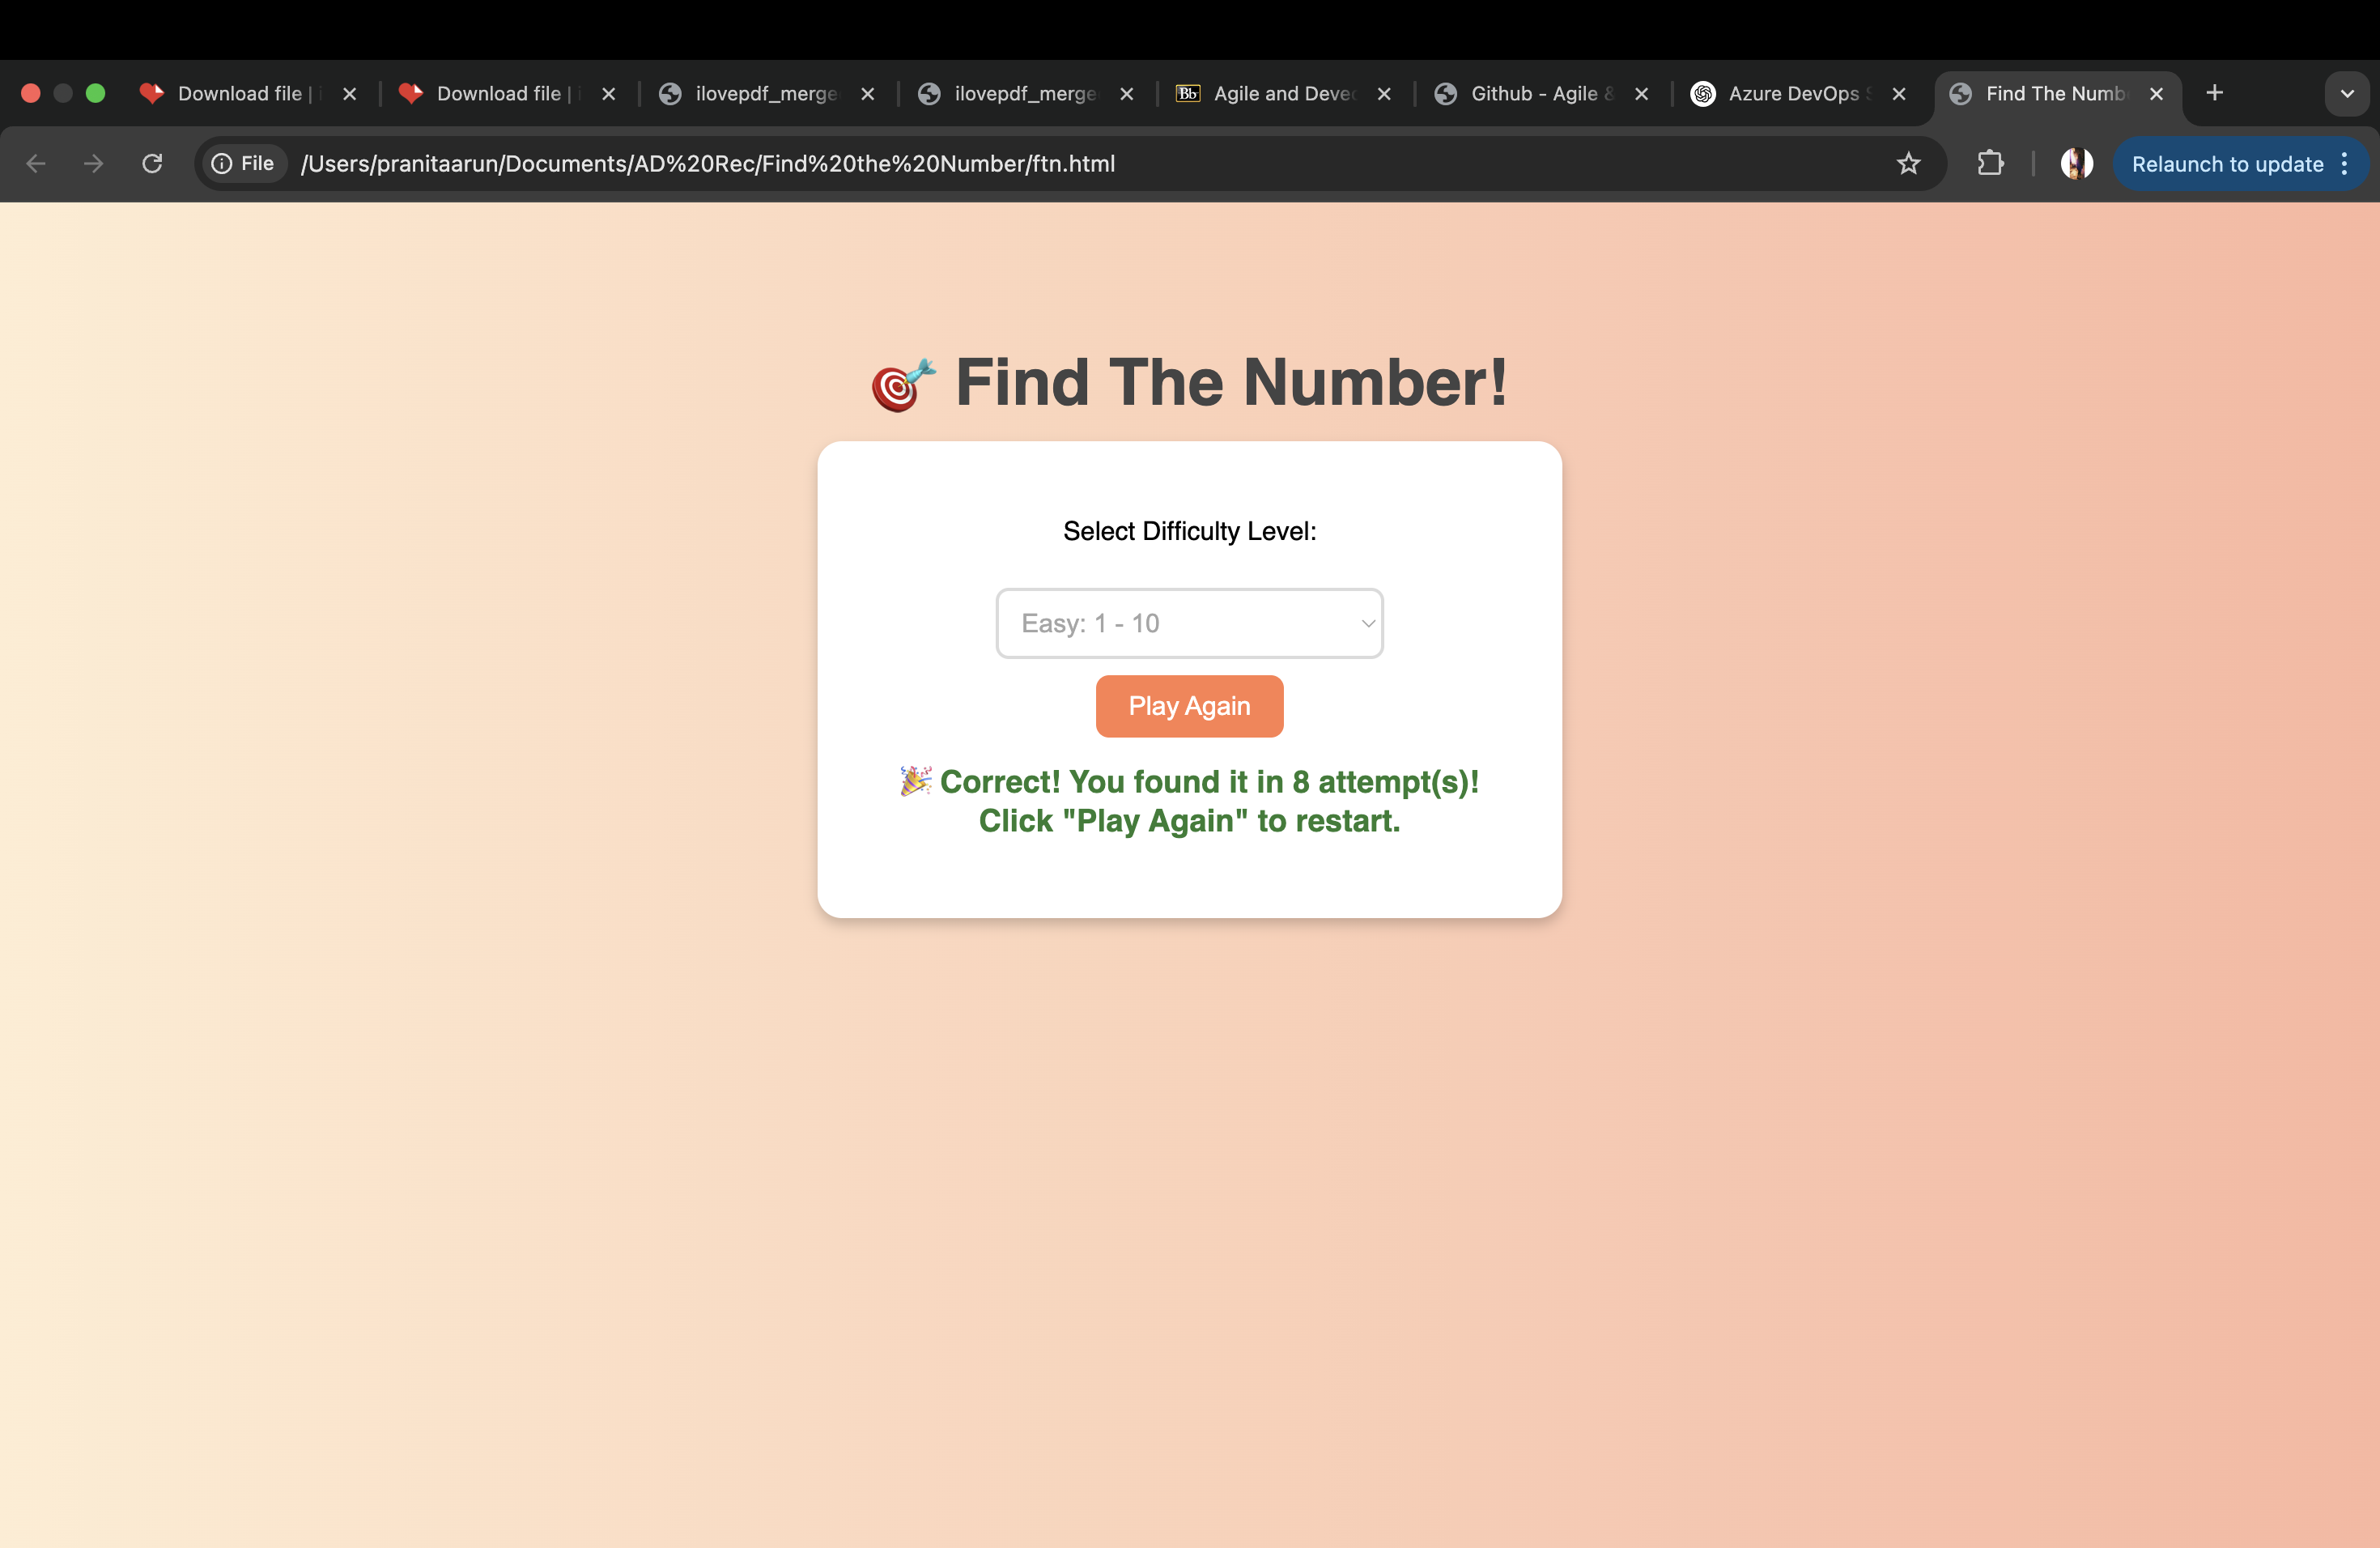 Download file |
Download file |
ilovepdf_merge
ilovepdf_merge
Bb Agile and Deve
Github - Agile &
Azure DevOps S
Find The Numb
File /Users/pranitaarun/Documents/AD%20Rec/Find%20the%20Number/ftn.html
Relaunch to update
🎯 Find The Number!
Select Difficulty Level:
Easy: 1 - 10
Play Again
🎉 Correct! You found it in 8 attempt(s)!
Click "Play Again" to restart.